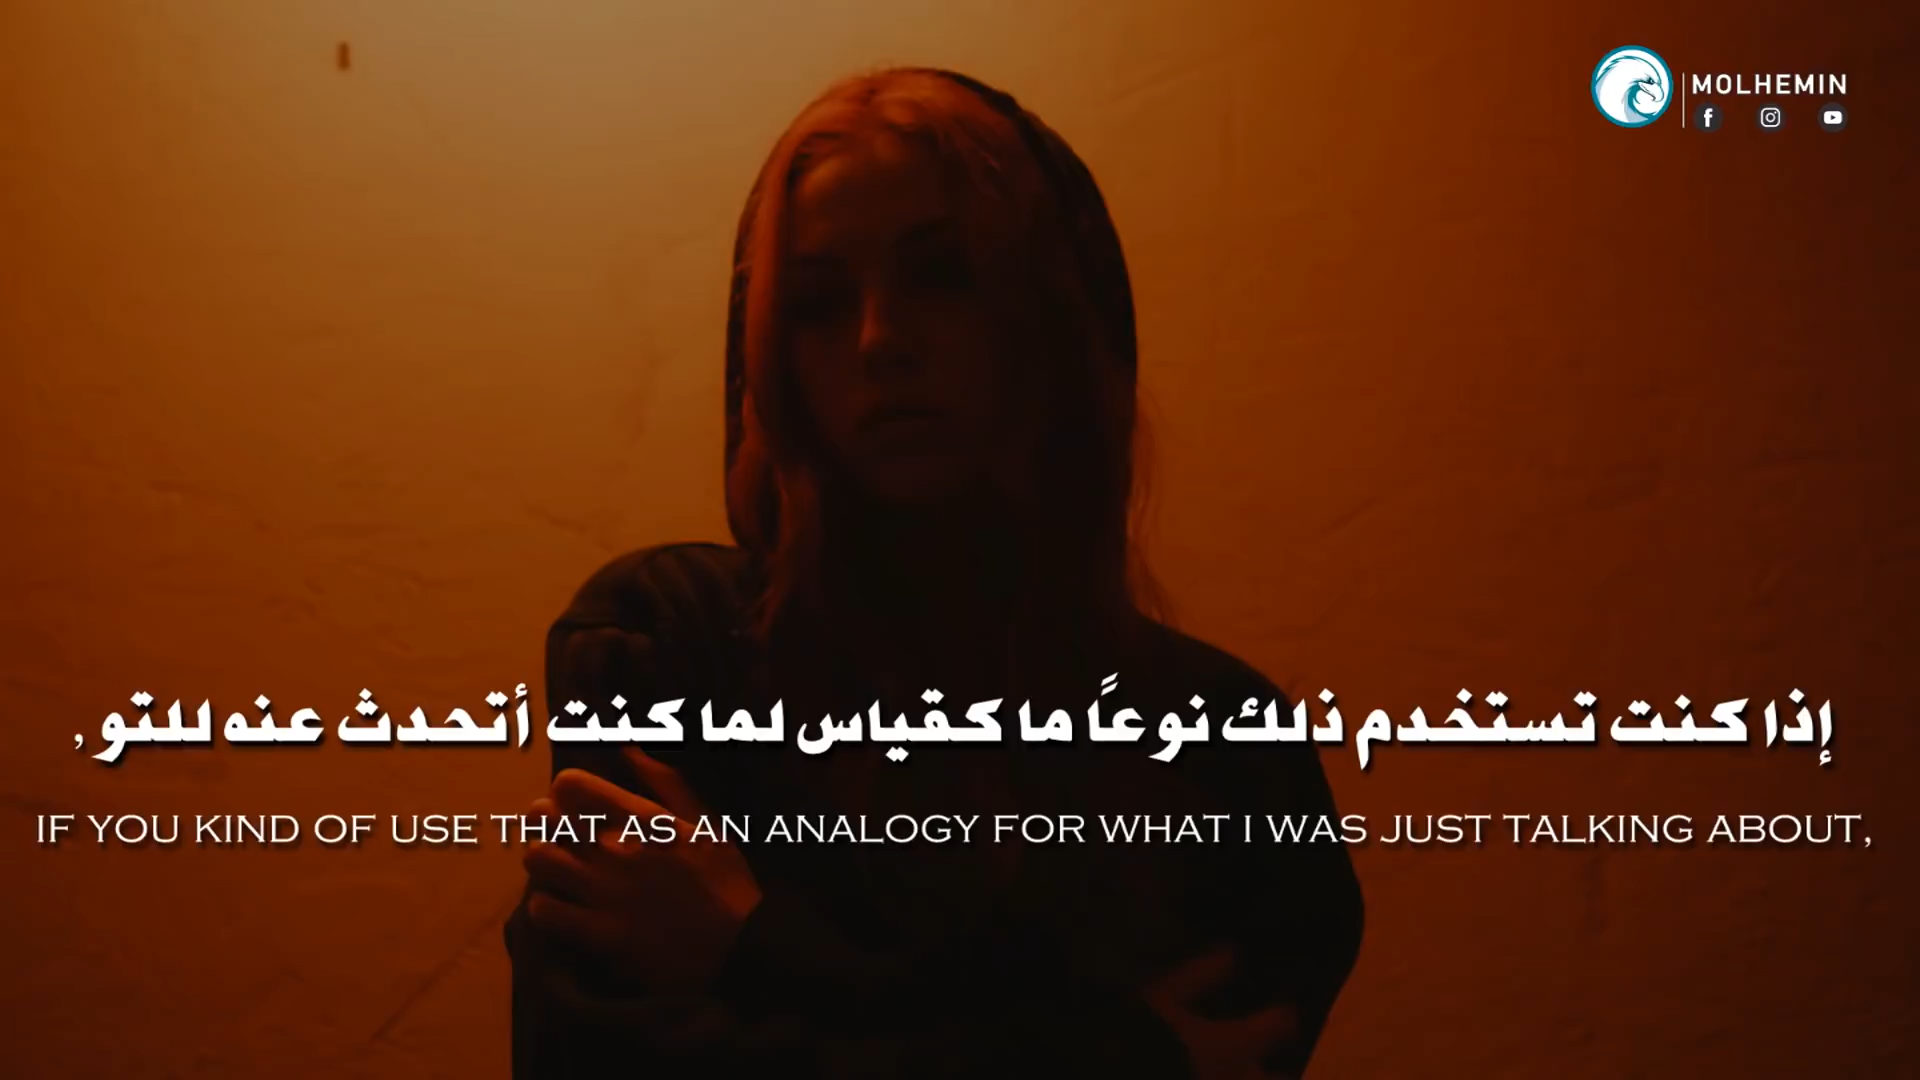 MOLHEMIN
إذا كنت تستخدم ذلك نوعاً ما كقياس لما كنت أتحدث عنه للتو,
IF YOU KIND OF USE THAT AS AN ANALOGY FOR WHAT I WAS JUST TALKING ABOUT,